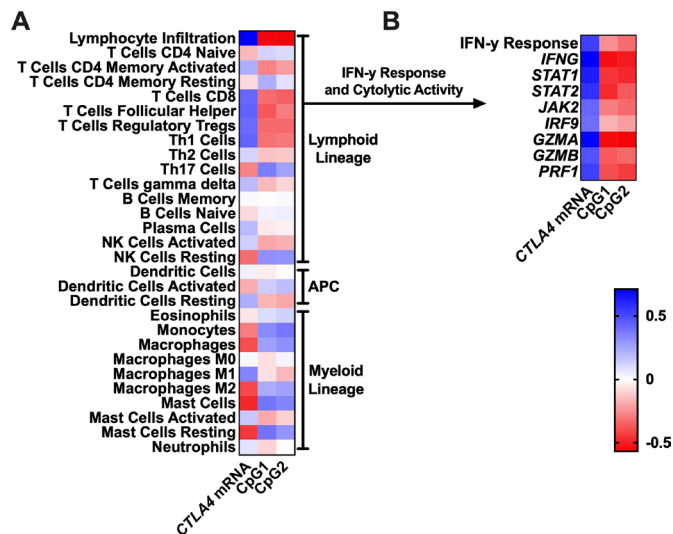 A
Lymphocyte Infiltration
T Cells CD4 Naive
T Cells CD4 Memory Activated
T Cells CD4 Memory Resting
T Cells CD8
T Cells Follicular Helper
T Cells Regulatory Tregs
Th1 Cells
Th2 Cells
Th17 Cells
T Cells gamma delta
B Cells Memory
B Cells Naive
Plasma Cells
NK Cells Activated
NK Cells Resting
Dendritic Cells
Dendritic Cells Activated
Dendritic Cells Resting
Eosinophils
Monocytes
Macrophages
Macrophages M0
Macrophages M1
Macrophages M2
Mast Cells
Mast Cells Activated
Mast Cells Resting
Neutrophils
CTLA4 mRNA
CpG1
CpG2
Lymphoid
Lineage
APC
Myeloid
Lineage
IFN-y Response
and Cytolytic Activity
B
IFN-y Response
IFNG
STAT1
STAT2
JAK2
IRF9
GZMA
GZMB
PRF1
CTLA4 mRNA
CpG1
CpG2
0.5
0
-0.5